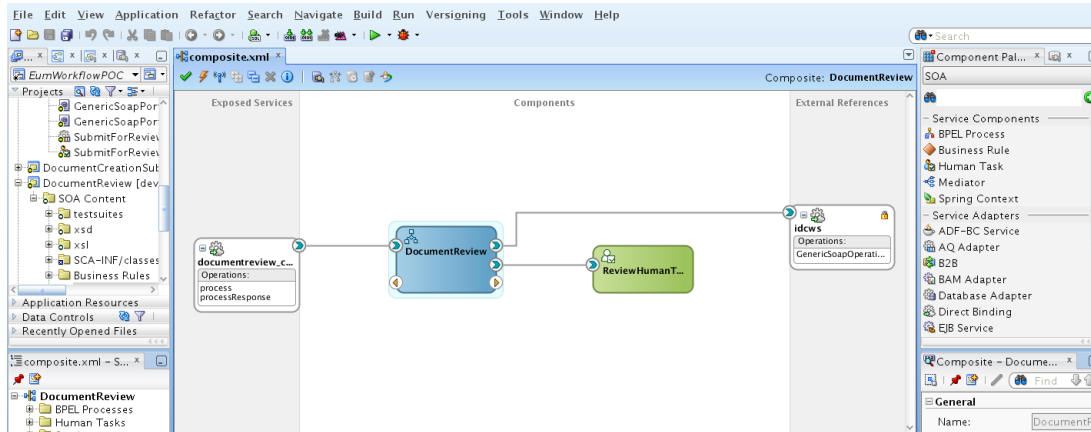 File Edit View Application Refactor Search Navigate Build Run Versioning Tools Window Help
Search
composite.xml
Component Pal...
EumWorkflowPOC
Composite: DocumentReview
SOA
Projects
Exposed Services
Components
External References
GenericSoapPor
GenericSoapPor
SubmitForReview
SubmitForReview
DocumentCreationSub
DocumentReview [dev
SOA Content
testsuites
xsd
xsl
SCA-INF/classes
Business Rules
Application Resources
Data Controls
Recently Opened Files
documentreview_c...
Operations:
process
processResponse
DocumentReview
ReviewHumanT...
idcws
Operations:
GenericSoapOperati...
Service Components
BPEL Process
Business Rule
Human Task
Mediator
Spring Context
Service Adapters
ADF-BC Service
AQ Adapter
B2B
BAM Adapter
Database Adapter
Direct Binding
EJB Service
composite.xml - S...
DocumentReview
BPEL Processes
Human Tasks
Composite - Docume...
Find
General
Name:
DocumentR